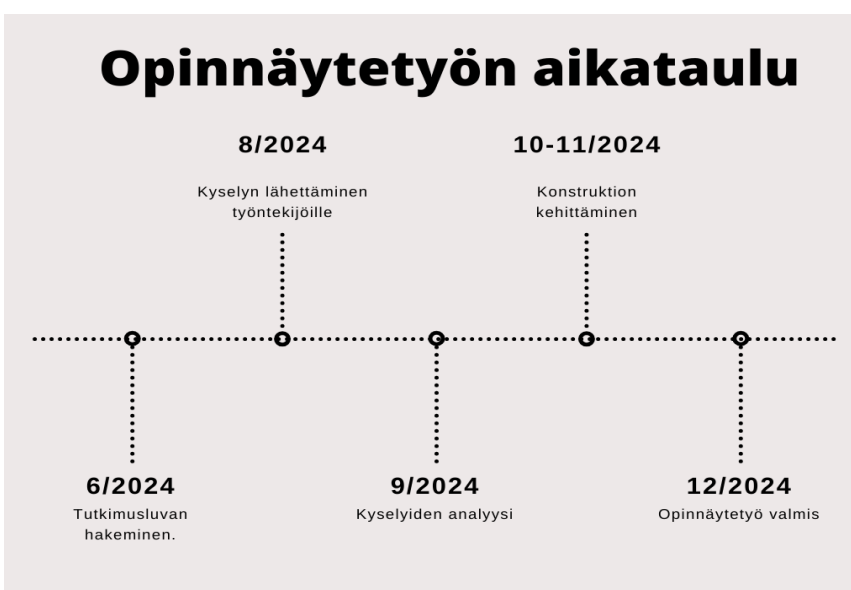 Opinnäytetyön aikataulu
8/2024
Kyselyn lähettäminen
työntekijöille
10-11/2024
Konstruktion
kehittäminen
6/2024
Tutkimusluvan
hakeminen.
9/2024
Kyselyiden analyysi
12/2024
Opinnäytetyö valmis